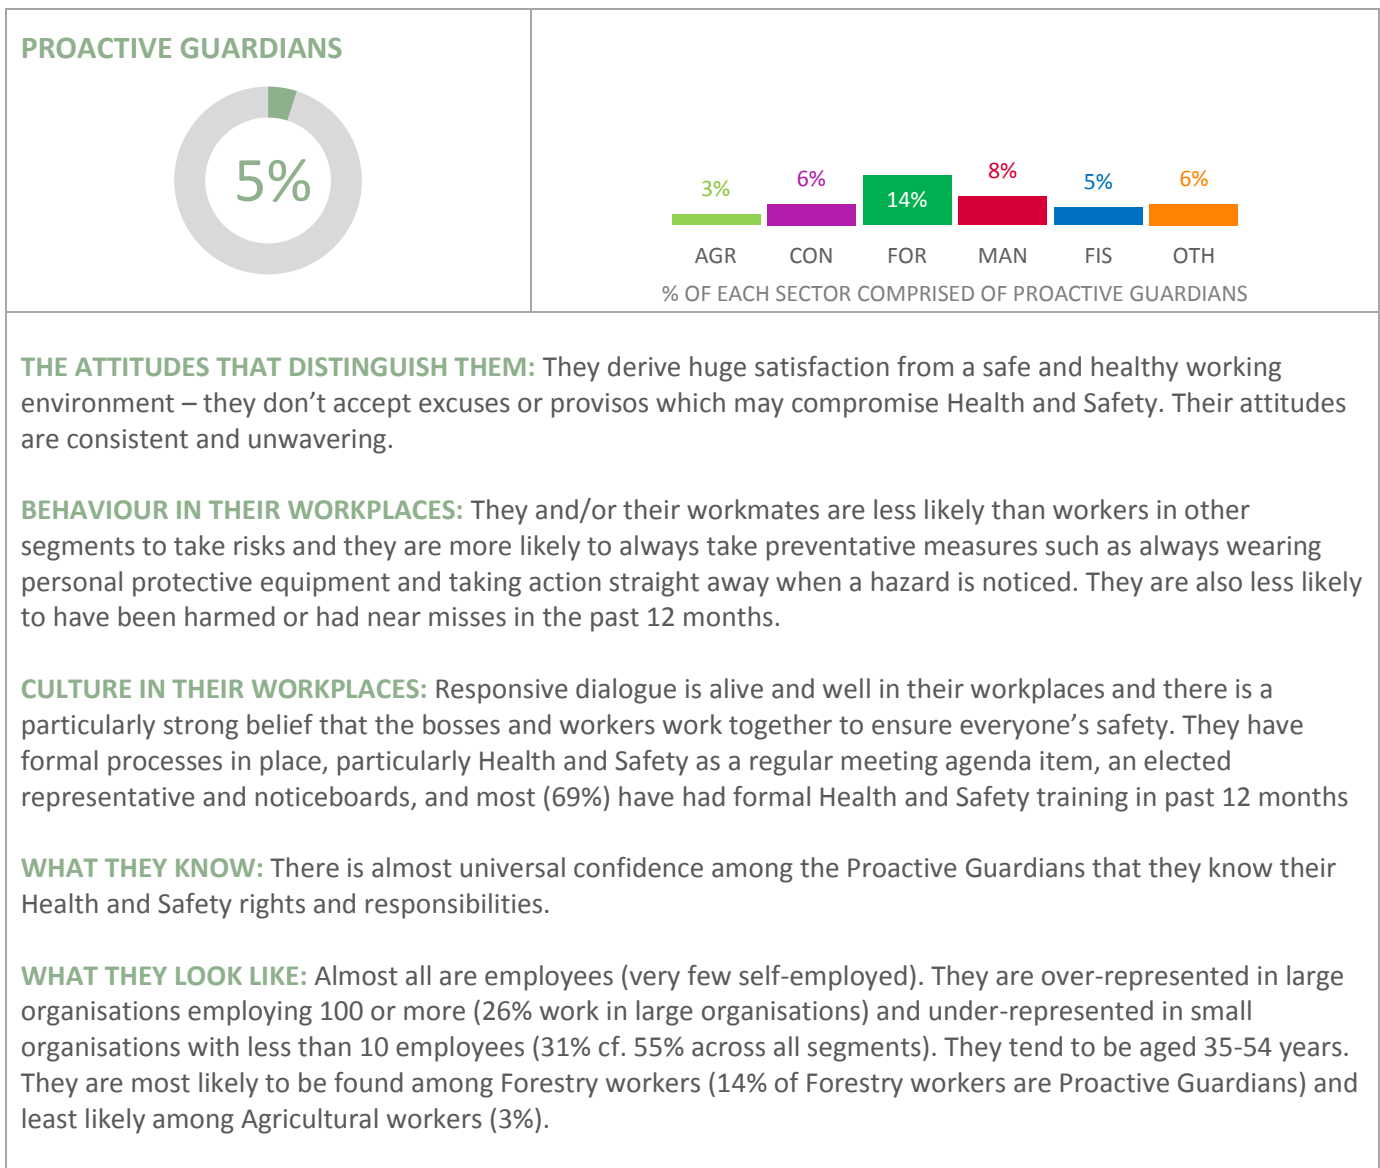 PROACTIVE GUARDIANS
5%
3%
6%
14%
8%
5%
6%
AGR
CON
FOR
MAN
FIS
OTH
% OF EACH SECTOR COMPRISED OF PROACTIVE GUARDIANS
THE ATTITUDES THAT DISTINGUISH THEM: They derive huge satisfaction from a safe and healthy working
environment – they don’t accept excuses or provisos which may compromise Health and Safety. Their attitudes
are consistent and unwavering.
BEHAVIOUR IN THEIR WORKPLACES: They and/or their workmates are less likely than workers in other
segments to take risks and they are more likely to always take preventative measures such as always wearing
personal protective equipment and taking action straight away when a hazard is noticed. They are also less likely
to have been harmed or had near misses in the past 12 months.
CULTURE IN THEIR WORKPLACES: Responsive dialogue is alive and well in their workplaces and there is a
particularly strong belief that the bosses and workers work together to ensure everyone’s safety. They have
formal processes in place, particularly Health and Safety as a regular meeting agenda item, an elected
representative and noticeboards, and most (69%) have had formal Health and Safety training in past 12 months
WHAT THEY KNOW: There is almost universal confidence among the Proactive Guardians that they know their
Health and Safety rights and responsibilities.
WHAT THEY LOOK LIKE: Almost all are employees (very few self-employed). They are over-represented in large
organisations employing 100 or more (26% work in large organisations) and under-represented in small
organisations with less than 10 employees (31% cf. 55% across all segments). They tend to be aged 35-54 years.
They are most likely to be found among Forestry workers (14% of Forestry workers are Proactive Guardians) and
least likely among Agricultural workers (3%).